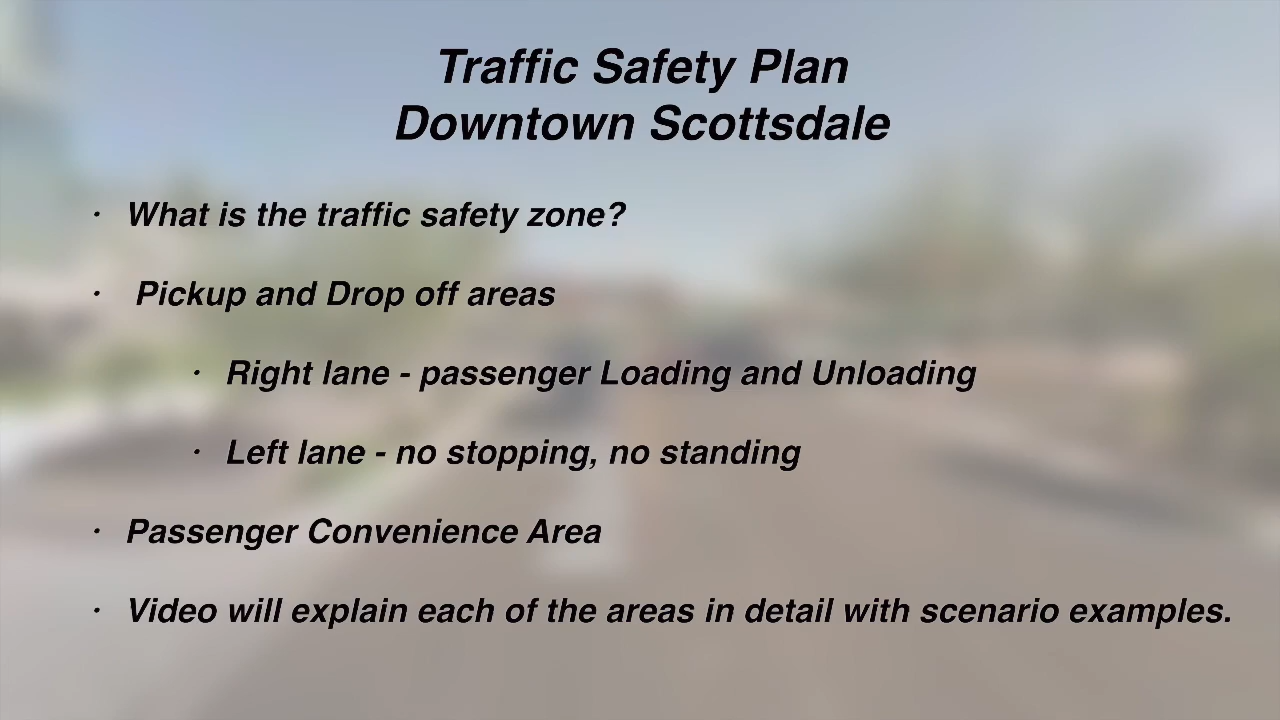 Traffic Safety Plan
Downtown Scottsdale
· What is the traffic safety zone?
· Pickup and Drop off areas
· Right lane - passenger Loading and Unloading
· Left lane - no stopping, no standing
· Passenger Convenience Area
· Video will explain each of the areas in detail with scenario examples.